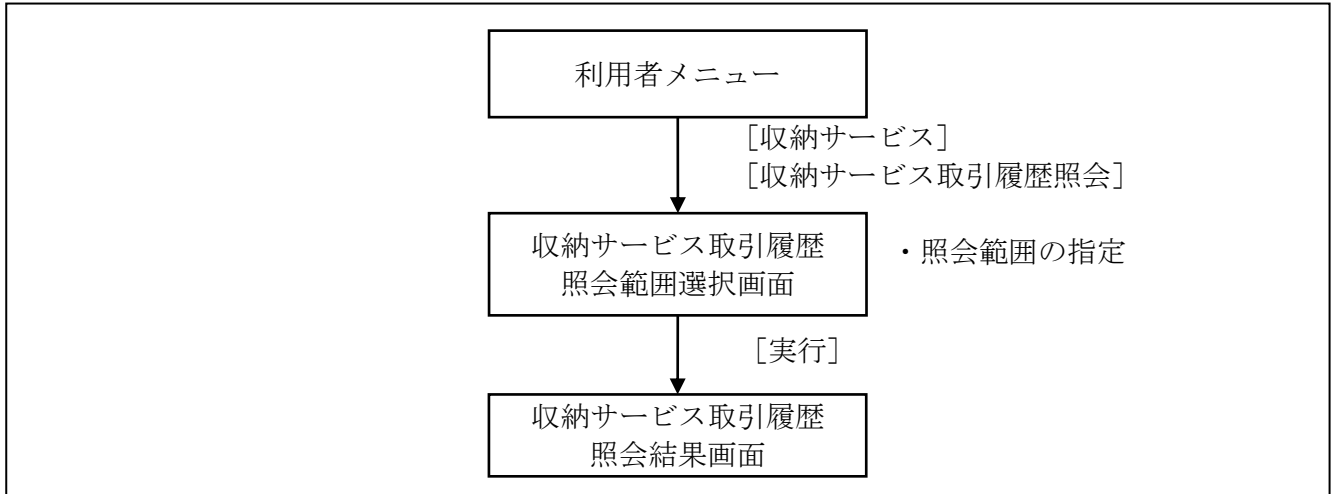 利用者メニュー
［収納サービス］
［収納サービス取引履歴照会］
収納サービス取引履歴
照会範囲選択画面
・照会範囲の指定
［実行］
収納サービス取引履歴
照会結果画面